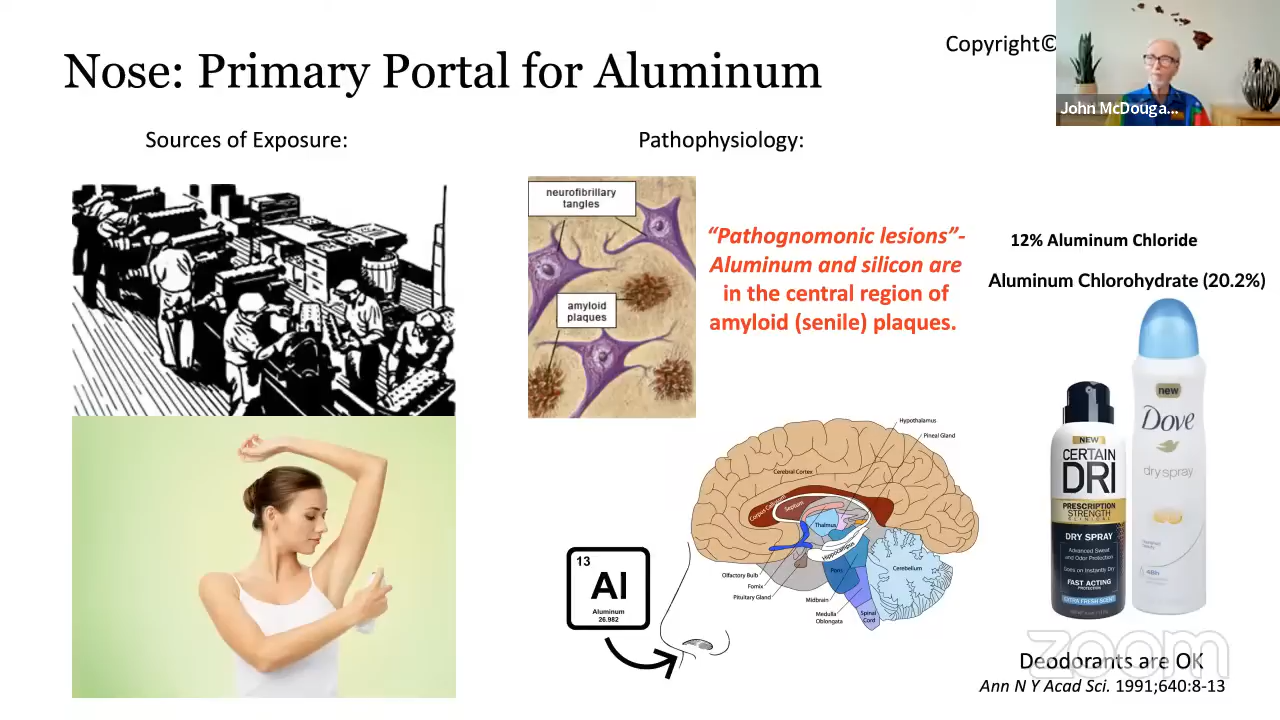 Nose: Primary Portal for Aluminum
Copyright©
John McDouga...
Sources of Exposure:
Pathophysiology:
neurofibrillary
tangles
amyloid
plaques
“Pathognomonic lesions”-
Aluminum and silicon are
in the central region of
amyloid (senile) plaques.
12% Aluminum Chloride
Aluminum Chlorohydrate (20.2%)
13
Al
Aluminum
26.982
Hypothalamus
Pineal Gland
Cerebral Cortex
Corpus Callosum
Septum
Thalmus
Hippocampus
Olfactory Bulb
Fornix
Pituitary Gland
Pons
Cerebellum
Midbrain
Medulla
Oblongata
Spinal
Cord
NEW
CERTAIN
DRI
PRESCRIPTION
STRENGTH
CLINICAL
DRY SPRAY
Advanced Sweat
and Odor Protection
Goes on Instantly Dry
FAST ACTING
PROTECTION
EXTRA FRESH SCENT
new
Dove
dry spray
48h
zoom
Deodorants are OK
Ann N Y Acad Sci. 1991;640:8-13